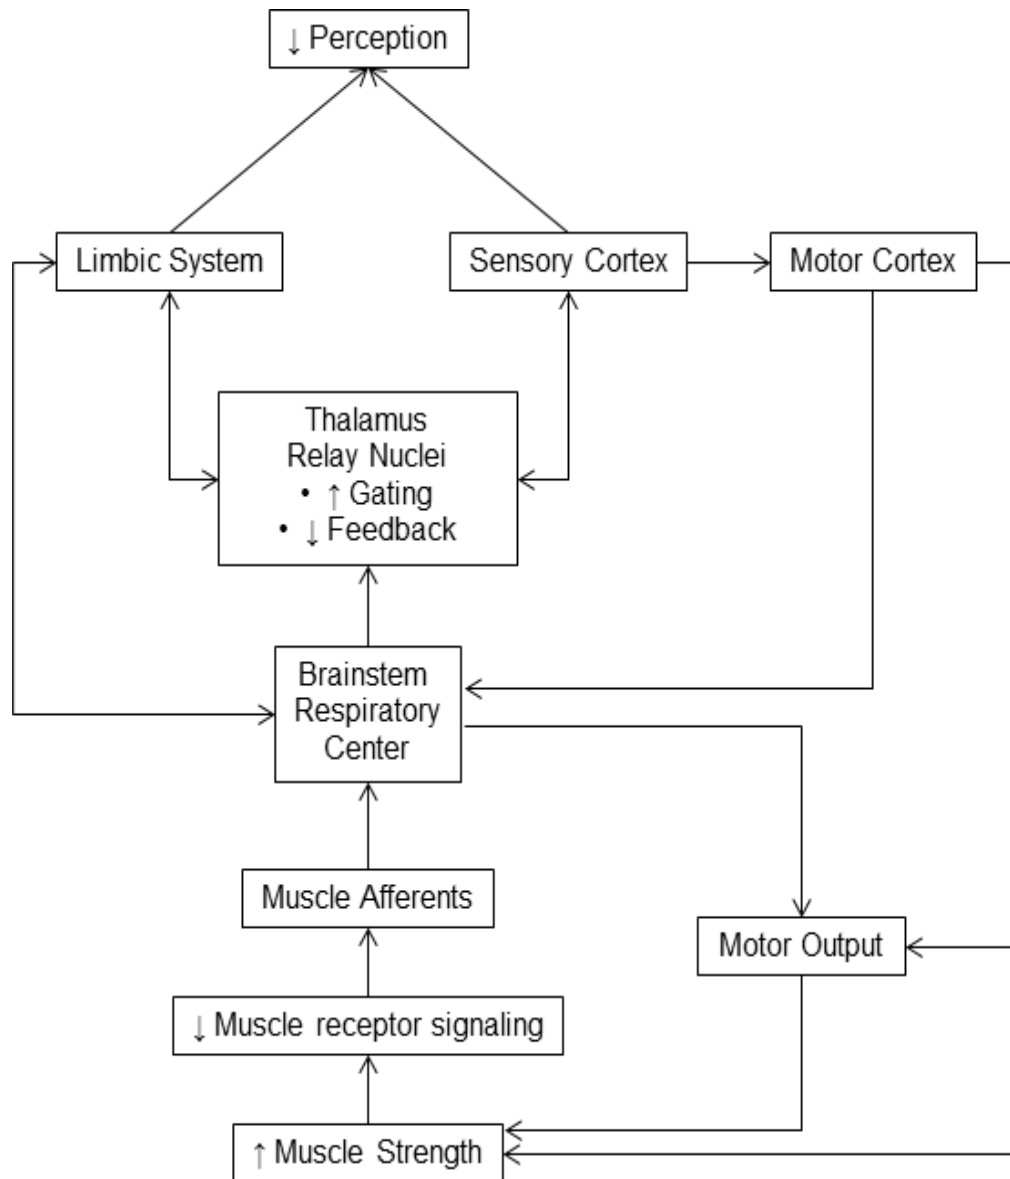 ↓ Perception
Limbic System
Sensory Cortex
Motor Cortex
Thalamus
Relay Nuclei
• ↑ Gating
• ↓ Feedback
Brainstem
Respiratory
Center
Muscle Afferents
Motor Output
↓ Muscle receptor signaling
↑ Muscle Strength